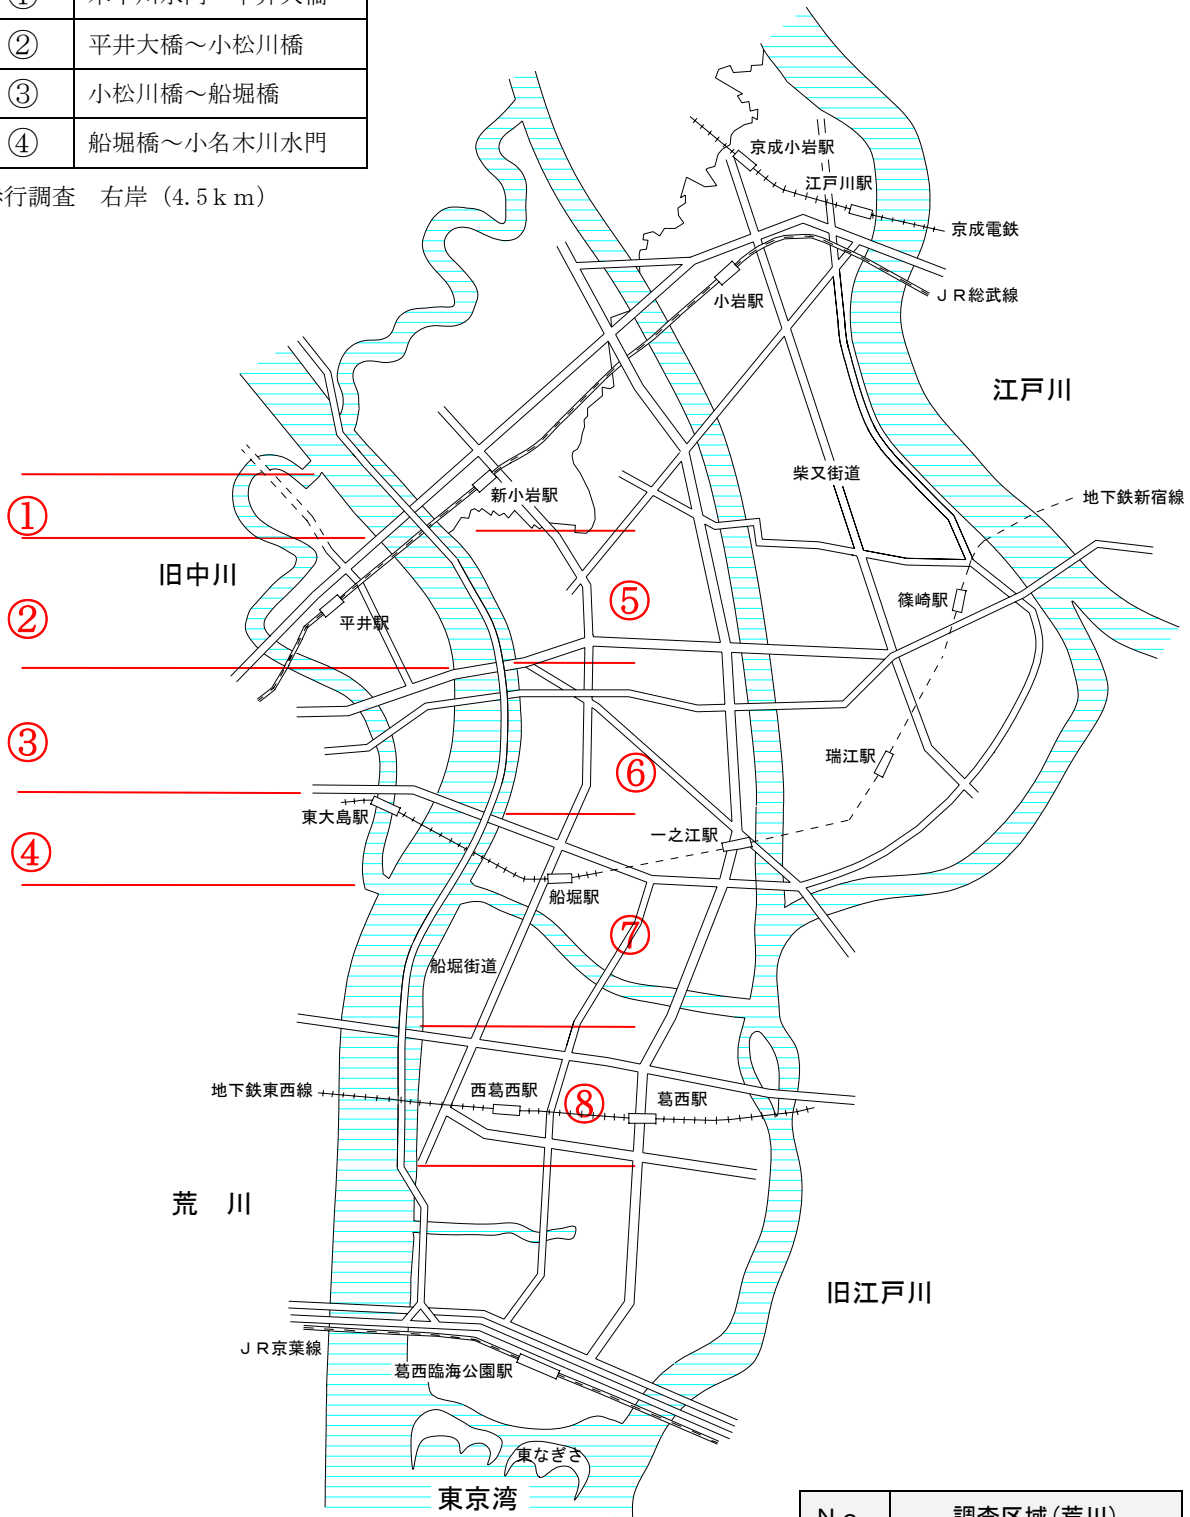 ①
②	平井大橋～小松川橋
③	小松川橋～船堀橋
④	船堀橋～小名木川水門
行調査　右岸（4.5ｋｍ）
京成小岩駅
江戸川駅
京成電鉄
小岩駅
ＪＲ総武線
江戸川
柴又街道
新小岩駅
地下鉄新宿線
①
旧中川
⑤
篠崎駅
②
平井駅
③
⑥
瑞江駅
東大島駅
一之江駅
④
船堀駅
⑦
船堀街道
地下鉄東西線
西葛西駅
⑧
葛西駅
荒　川
旧江戸川
ＪＲ京葉線
葛西臨海公園駅
東なぎさ
東京湾
Ｎｏ	調査区域(荒川)